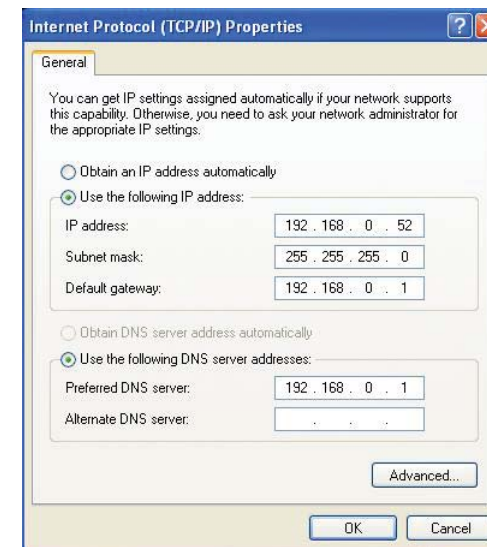 Internet Protocol (TCP/IP) Properties
General
You can get IP settings assigned automatically if your network supports
this capability. Otherwise, you need to ask your network administrator for
the appropriate IP settings.
Obtain an IP address automatically
Use the following IP address:
IP address: 192 . 168 . 0 . 52
Subnet mask: 255 . 255 . 255 . 0
Default gateway: 192 . 168 . 0 . 1
Obtain DNS server address automatically
Use the following DNS server addresses:
Preferred DNS server: 192 . 168 . 0 . 1
Alternate DNS server: . . .
Advanced...
OK Cancel